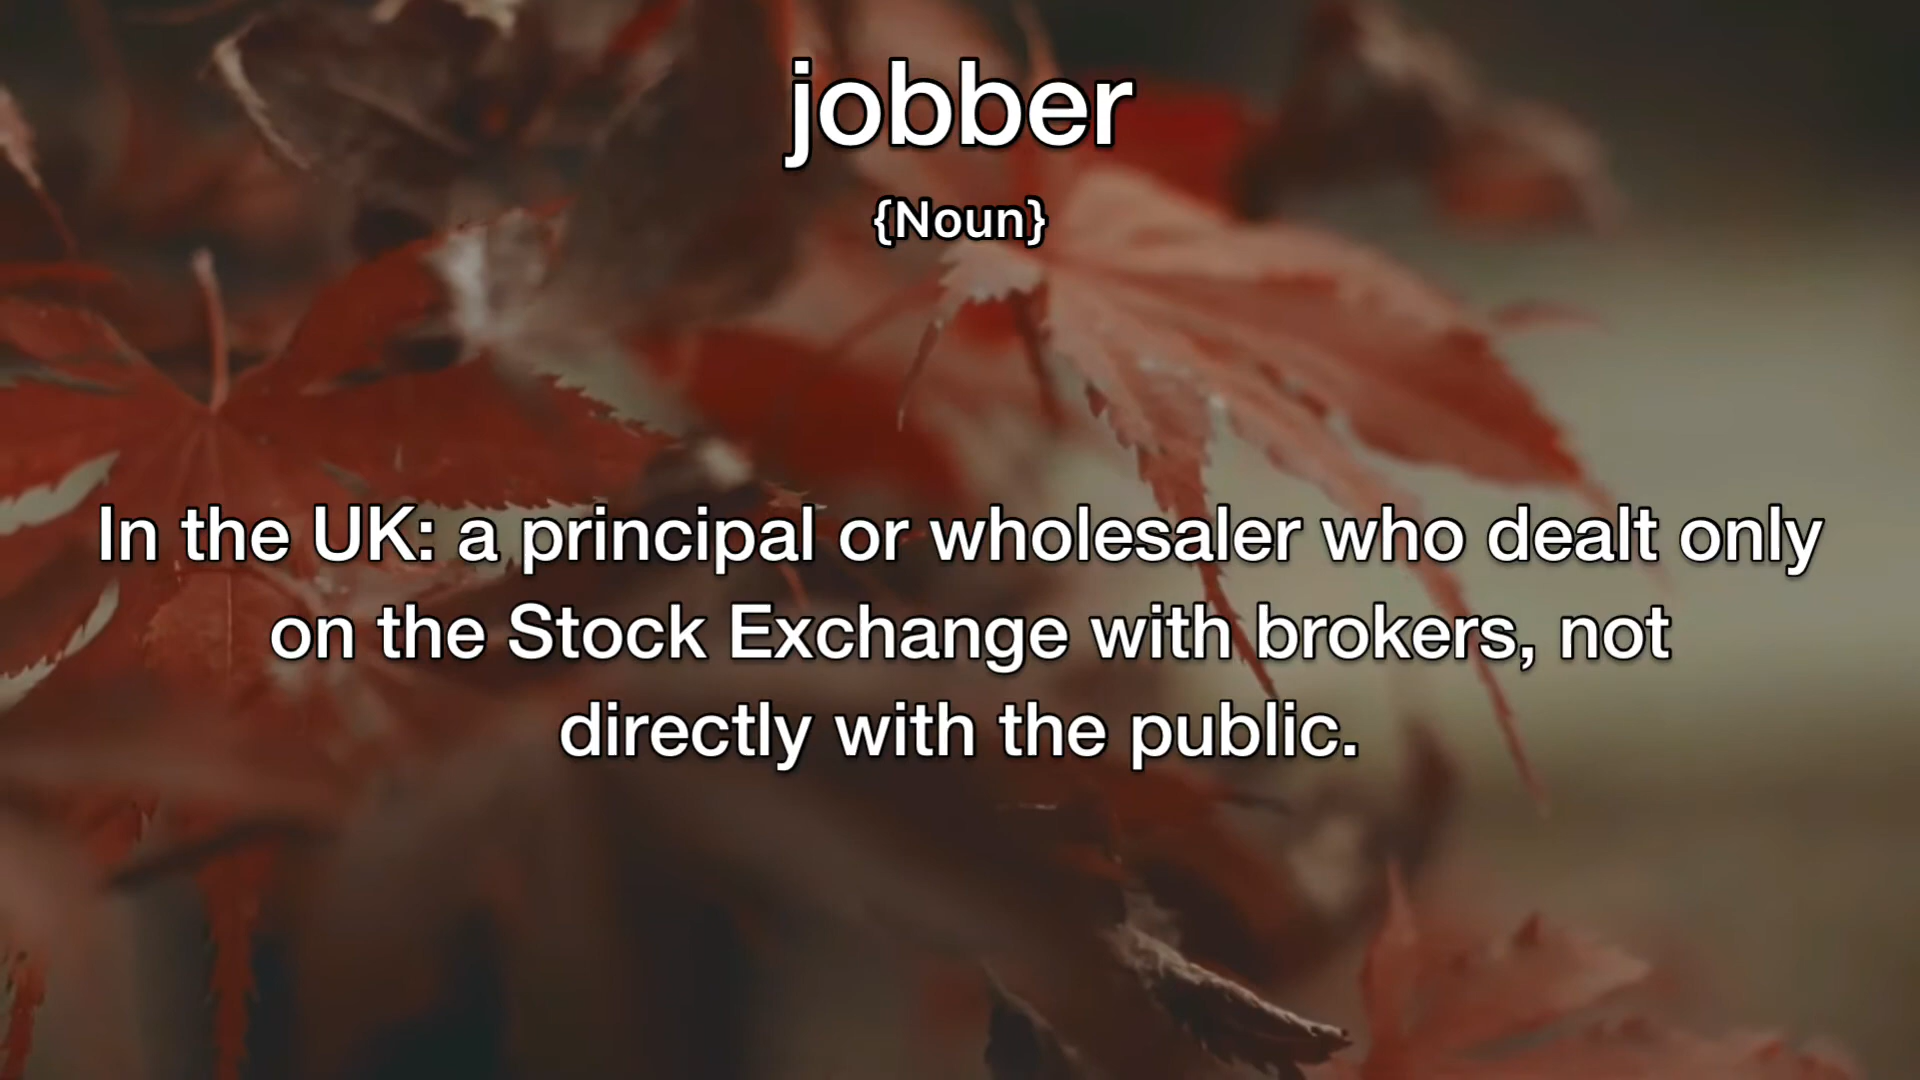 jobber
{Noun}
In the UK: a principal or wholesaler who dealt only
on the Stock Exchange with brokers, not
directly with the public.